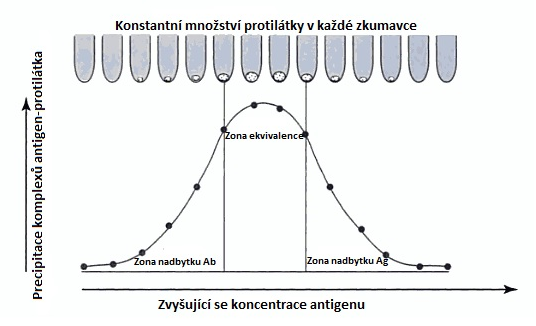 Konstantní množství protilátky v každé zkumavce
Precipitace komplexů antigen-protilátka
Zona ekvivalence
Zona nadbytku Ab
Zona nadbytku Ag
Zvyšující se koncentrace antigenu